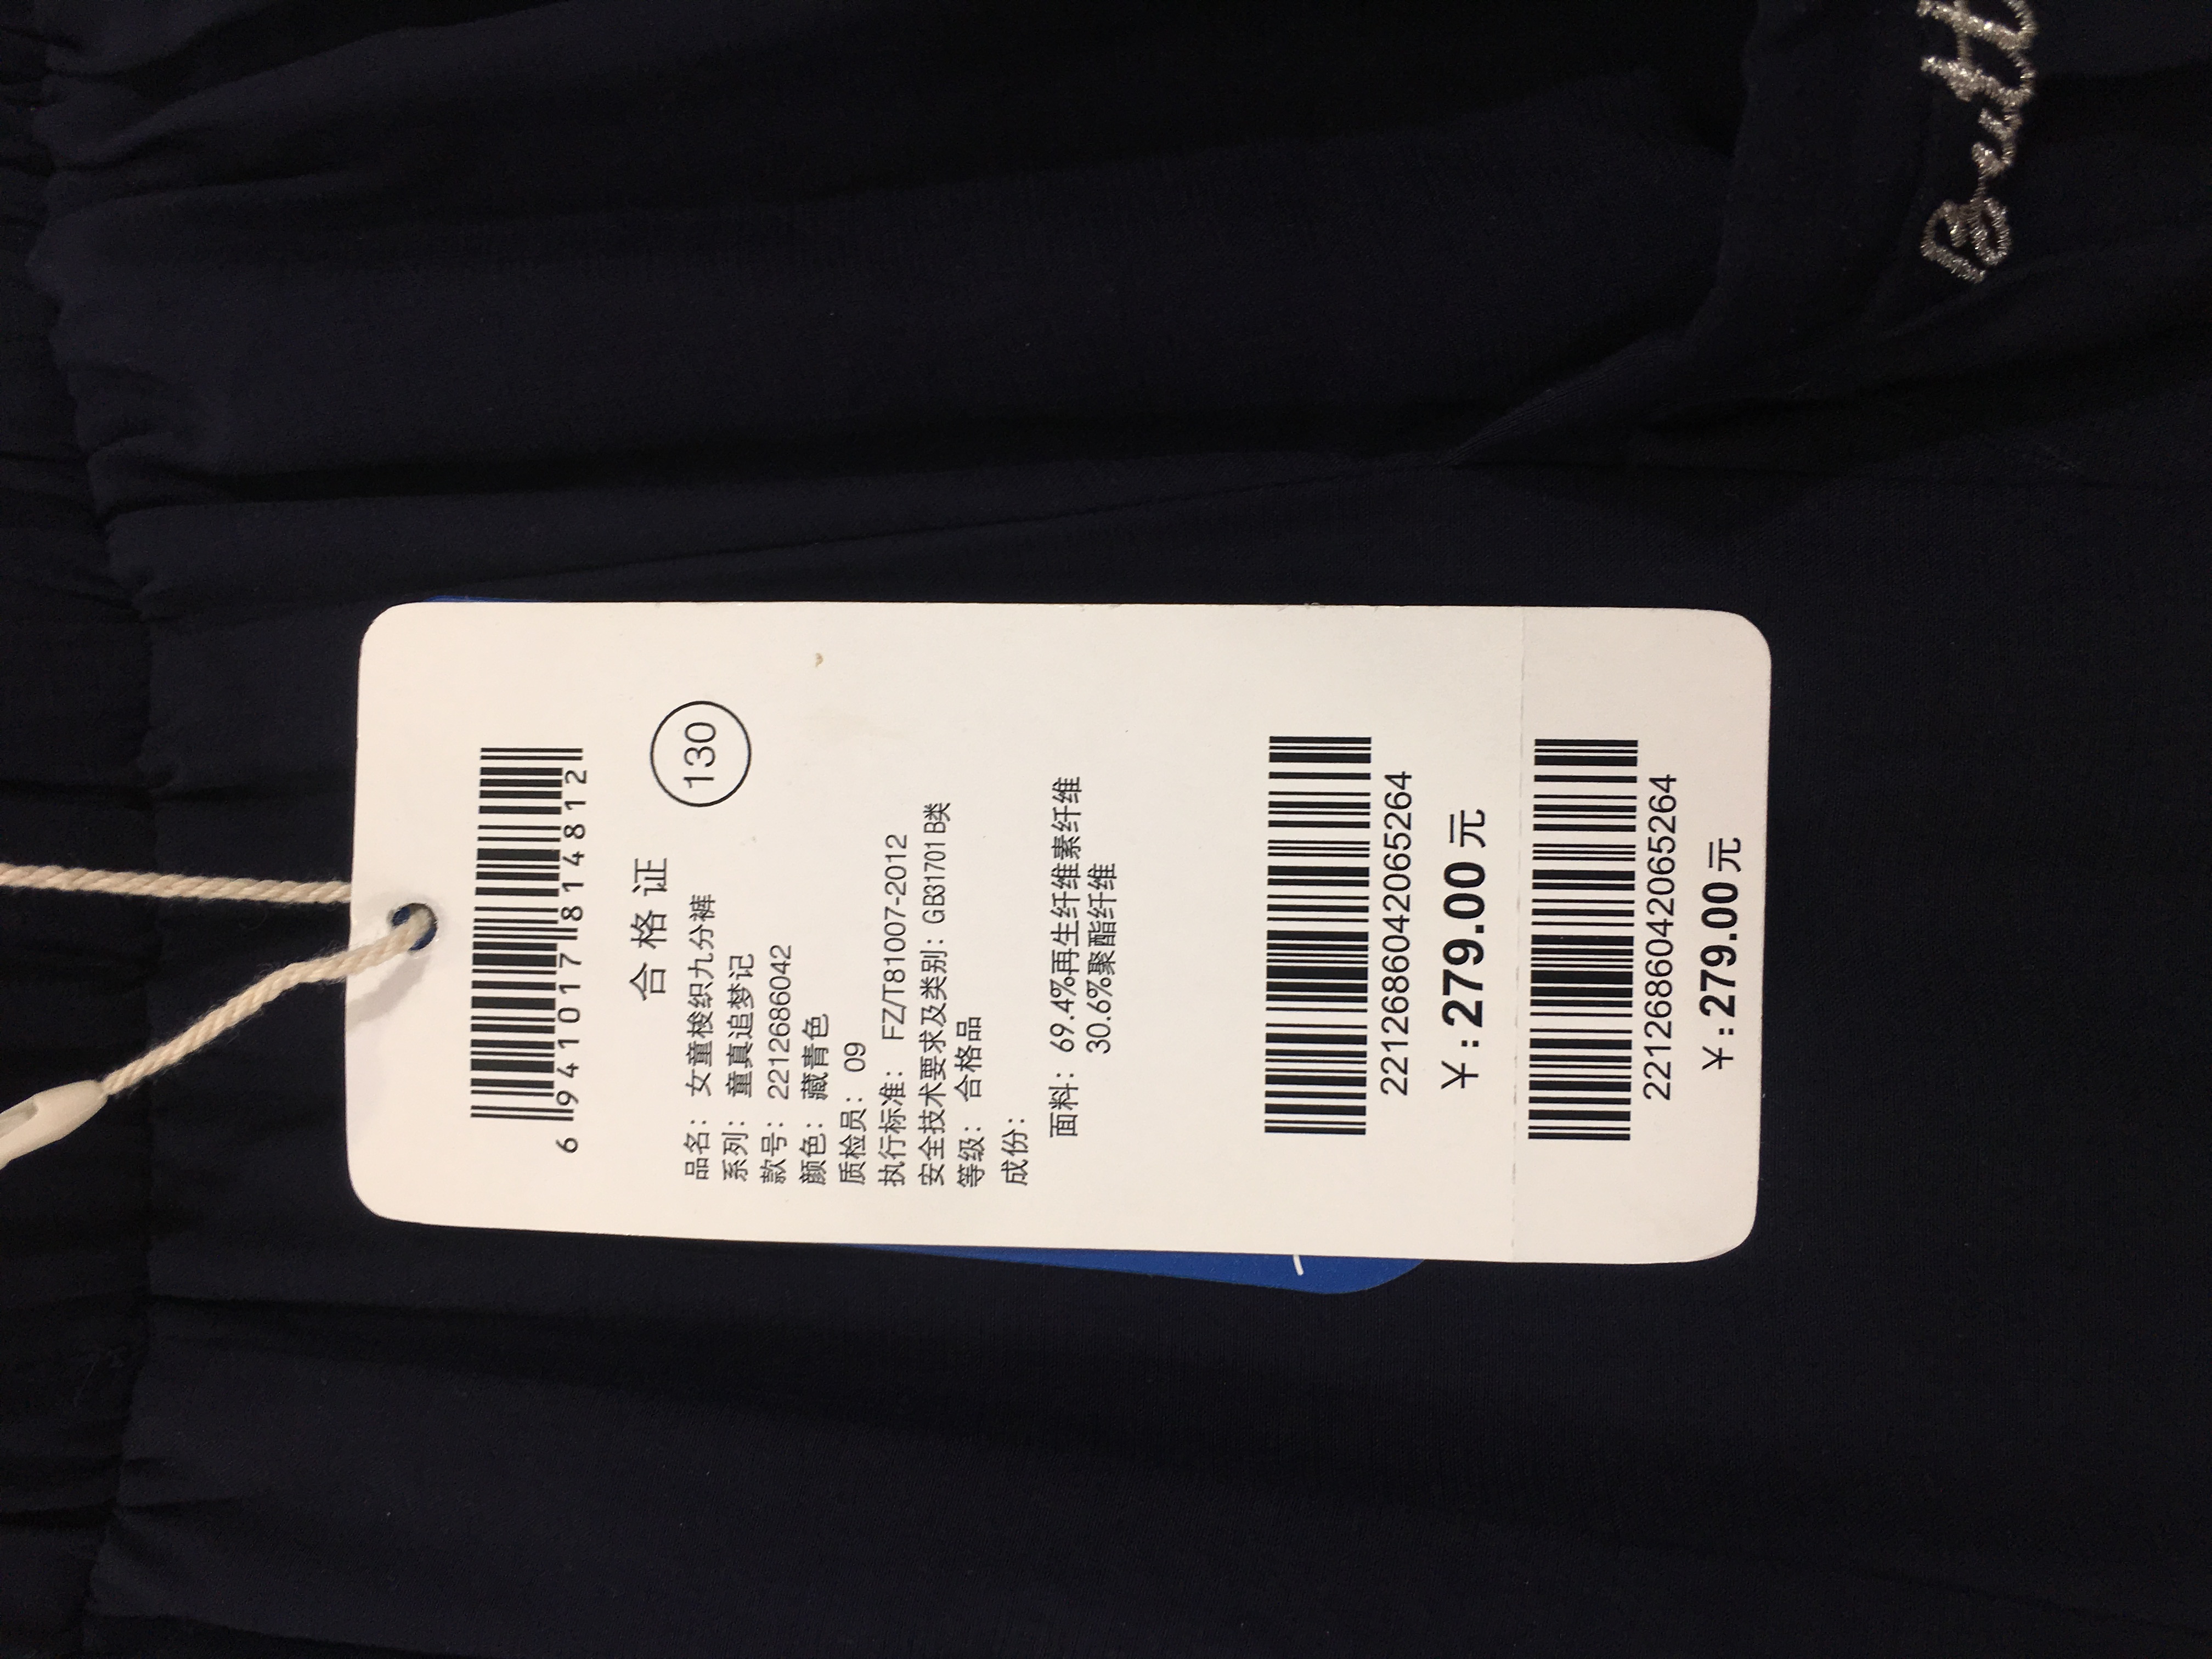 6 941017 814812
合格证
130
品名： 女童梭织九分裤
系列： 童真追梦记
款号： 221268​6042
颜色： 藏青色
质检员： 09
执行标准： FZ/T81007-2012
安全技术要求及类别：GB31701 B类
等级： 合格品
成份：
面料： 69.4%再生纤维素纤维
30.6%聚酯纤维
2212686042065264
￥:279.00元
2212686042065264
￥:279.00元